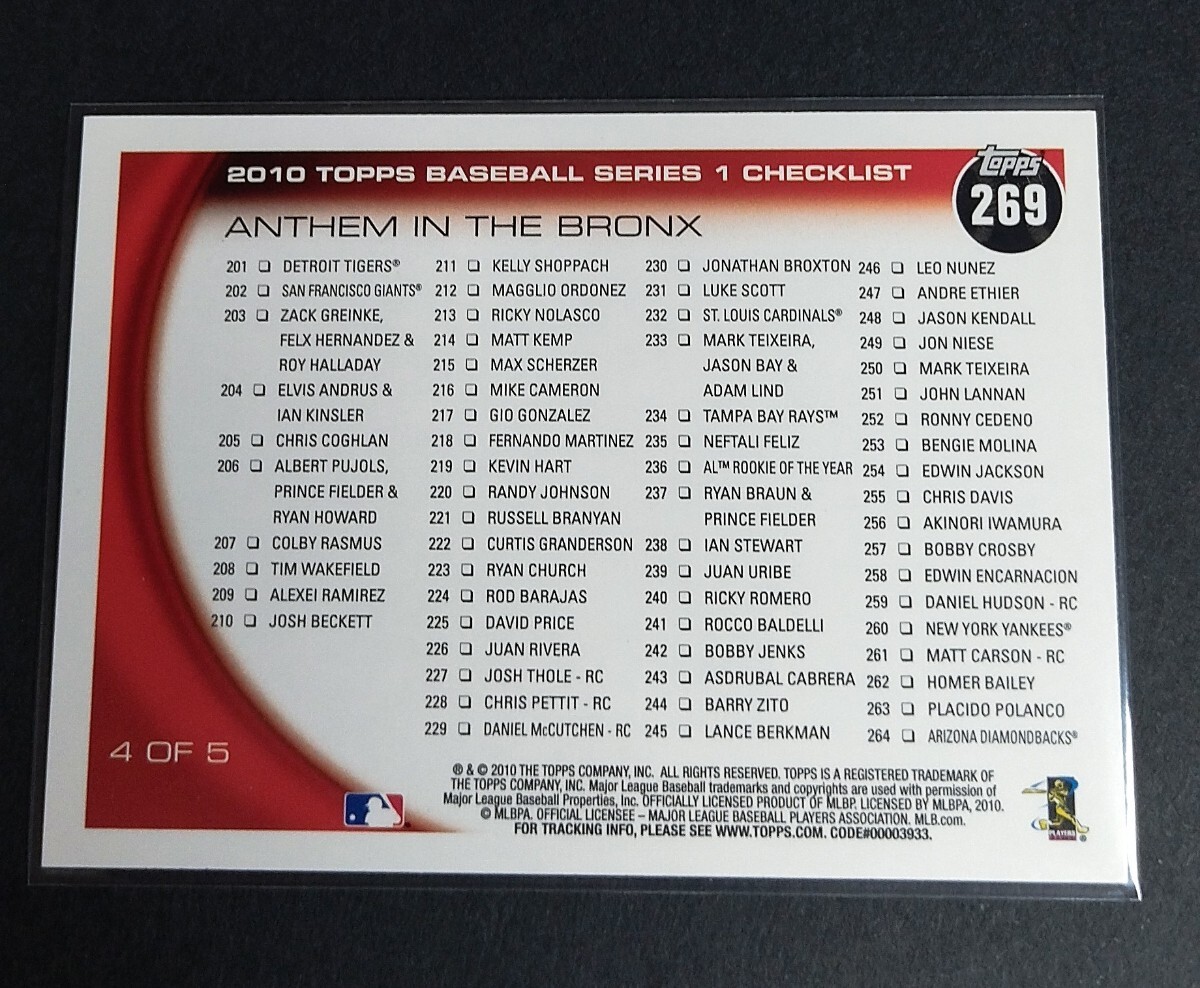 2010 TOPPS BASEBALL SERIES 1 CHECKLIST
topps
269
ANTHEM IN THE BRONX
201 ❑ DETROIT TIGERS®
202 ❑ SAN FRANCISCO GIANTS®
203 ❑ ZACK GREINKE,
FELX HERNANDEZ &
ROY HALLADAY
204 ❑ ELVIS ANDRUS &
IAN KINSLER
205 ❑ CHRIS COGHLAN
206 ❑ ALBERT PUJOLS,
PRINCE FIELDER &
RYAN HOWARD
207 ❑ COLBY RASMUS
208 ❑ TIM WAKEFIELD
209 ❑ ALEXEI RAMIREZ
210 ❑ JOSH BECKETT
211 ❑ KELLY SHOPPACH
212 ❑ MAGGLIO ORDONEZ
213 ❑ RICKY NOLASCO
214 ❑ MATT KEMP
215 ❑ MAX SCHERZER
216 ❑ MIKE CAMERON
217 ❑ GIO GONZALEZ
218 ❑ FERNANDO MARTINEZ
219 ❑ KEVIN HART
220 ❑ RANDY JOHNSON
221 ❑ RUSSELL BRANYAN
222 ❑ CURTIS GRANDERSON
223 ❑ RYAN CHURCH
224 ❑ ROD BARAJAS
225 ❑ DAVID PRICE
226 ❑ JUAN RIVERA
227 ❑ JOSH THOLE - RC
228 ❑ CHRIS PETTIT - RC
229 ❑ DANIEL McCUTCHEN - RC
230 ❑ JONATHAN BROXTON
231 ❑ LUKE SCOTT
232 ❑ ST. LOUIS CARDINALS®
233 ❑ MARK TEIXEIRA,
JASON BAY &
ADAM LIND
234 ❑ TAMPA BAY RAYS™
235 ❑ NEFTALI FELIZ
236 ❑ AL™ ROOKIE OF THE YEAR
237 ❑ RYAN BRAUN &
PRINCE FIELDER
238 ❑ IAN STEWART
239 ❑ JUAN URIBE
240 ❑ RICKY ROMERO
241 ❑ ROCCO BALDELLI
242 ❑ BOBBY JENKS
243 ❑ ASDRUBAL CABRERA
244 ❑ BARRY ZITO
245 ❑ LANCE BERKMAN
246 ❑ LEO NUNEZ
247 ❑ ANDRE ETHIER
248 ❑ JASON KENDALL
249 ❑ JON NIESE
250 ❑ MARK TEIXEIRA
251 ❑ JOHN LANNAN
252 ❑ RONNY CEDENO
253 ❑ BENGIE MOLINA
254 ❑ EDWIN JACKSON
255 ❑ CHRIS DAVIS
256 ❑ AKINORI IWAMURA
257 ❑ BOBBY CROSBY
258 ❑ EDWIN ENCARNACION
259 ❑ DANIEL HUDSON - RC
260 ❑ NEW YORK YANKEES®
261 ❑ MATT CARSON - RC
262 ❑ HOMER BAILEY
263 ❑ PLACIDO POLANCO
264 ❑ ARIZONA DIAMONDBACKS®
4 OF 5
® & © 2010 THE TOPPS COMPANY, INC. ALL RIGHTS RESERVED. TOPPS IS A REGISTERED TRADEMARK OF
THE TOPPS COMPANY, INC. Major League Baseball trademarks and copyrights are used with permission of
Major League Baseball Properties, Inc. OFFICIALLY LICENSED PRODUCT OF MLBP. LICENSED BY MLBPA, 2010.
© MLBPA. OFFICIAL LICENSEE – MAJOR LEAGUE BASEBALL PLAYERS ASSOCIATION. MLB.com.
FOR TRACKING INFO, PLEASE SEE WWW.TOPPS.COM. CODE#00003933.
PLAYERS